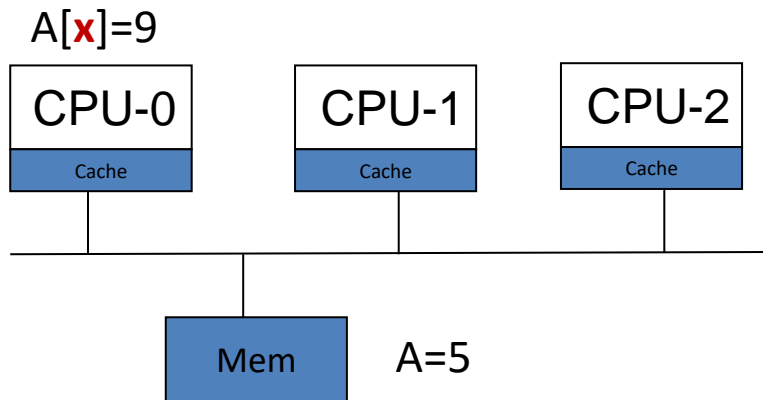 A[x]=9
CPU-0
CPU-1
CPU-2
Cache
Cache
Cache
Mem
A=5